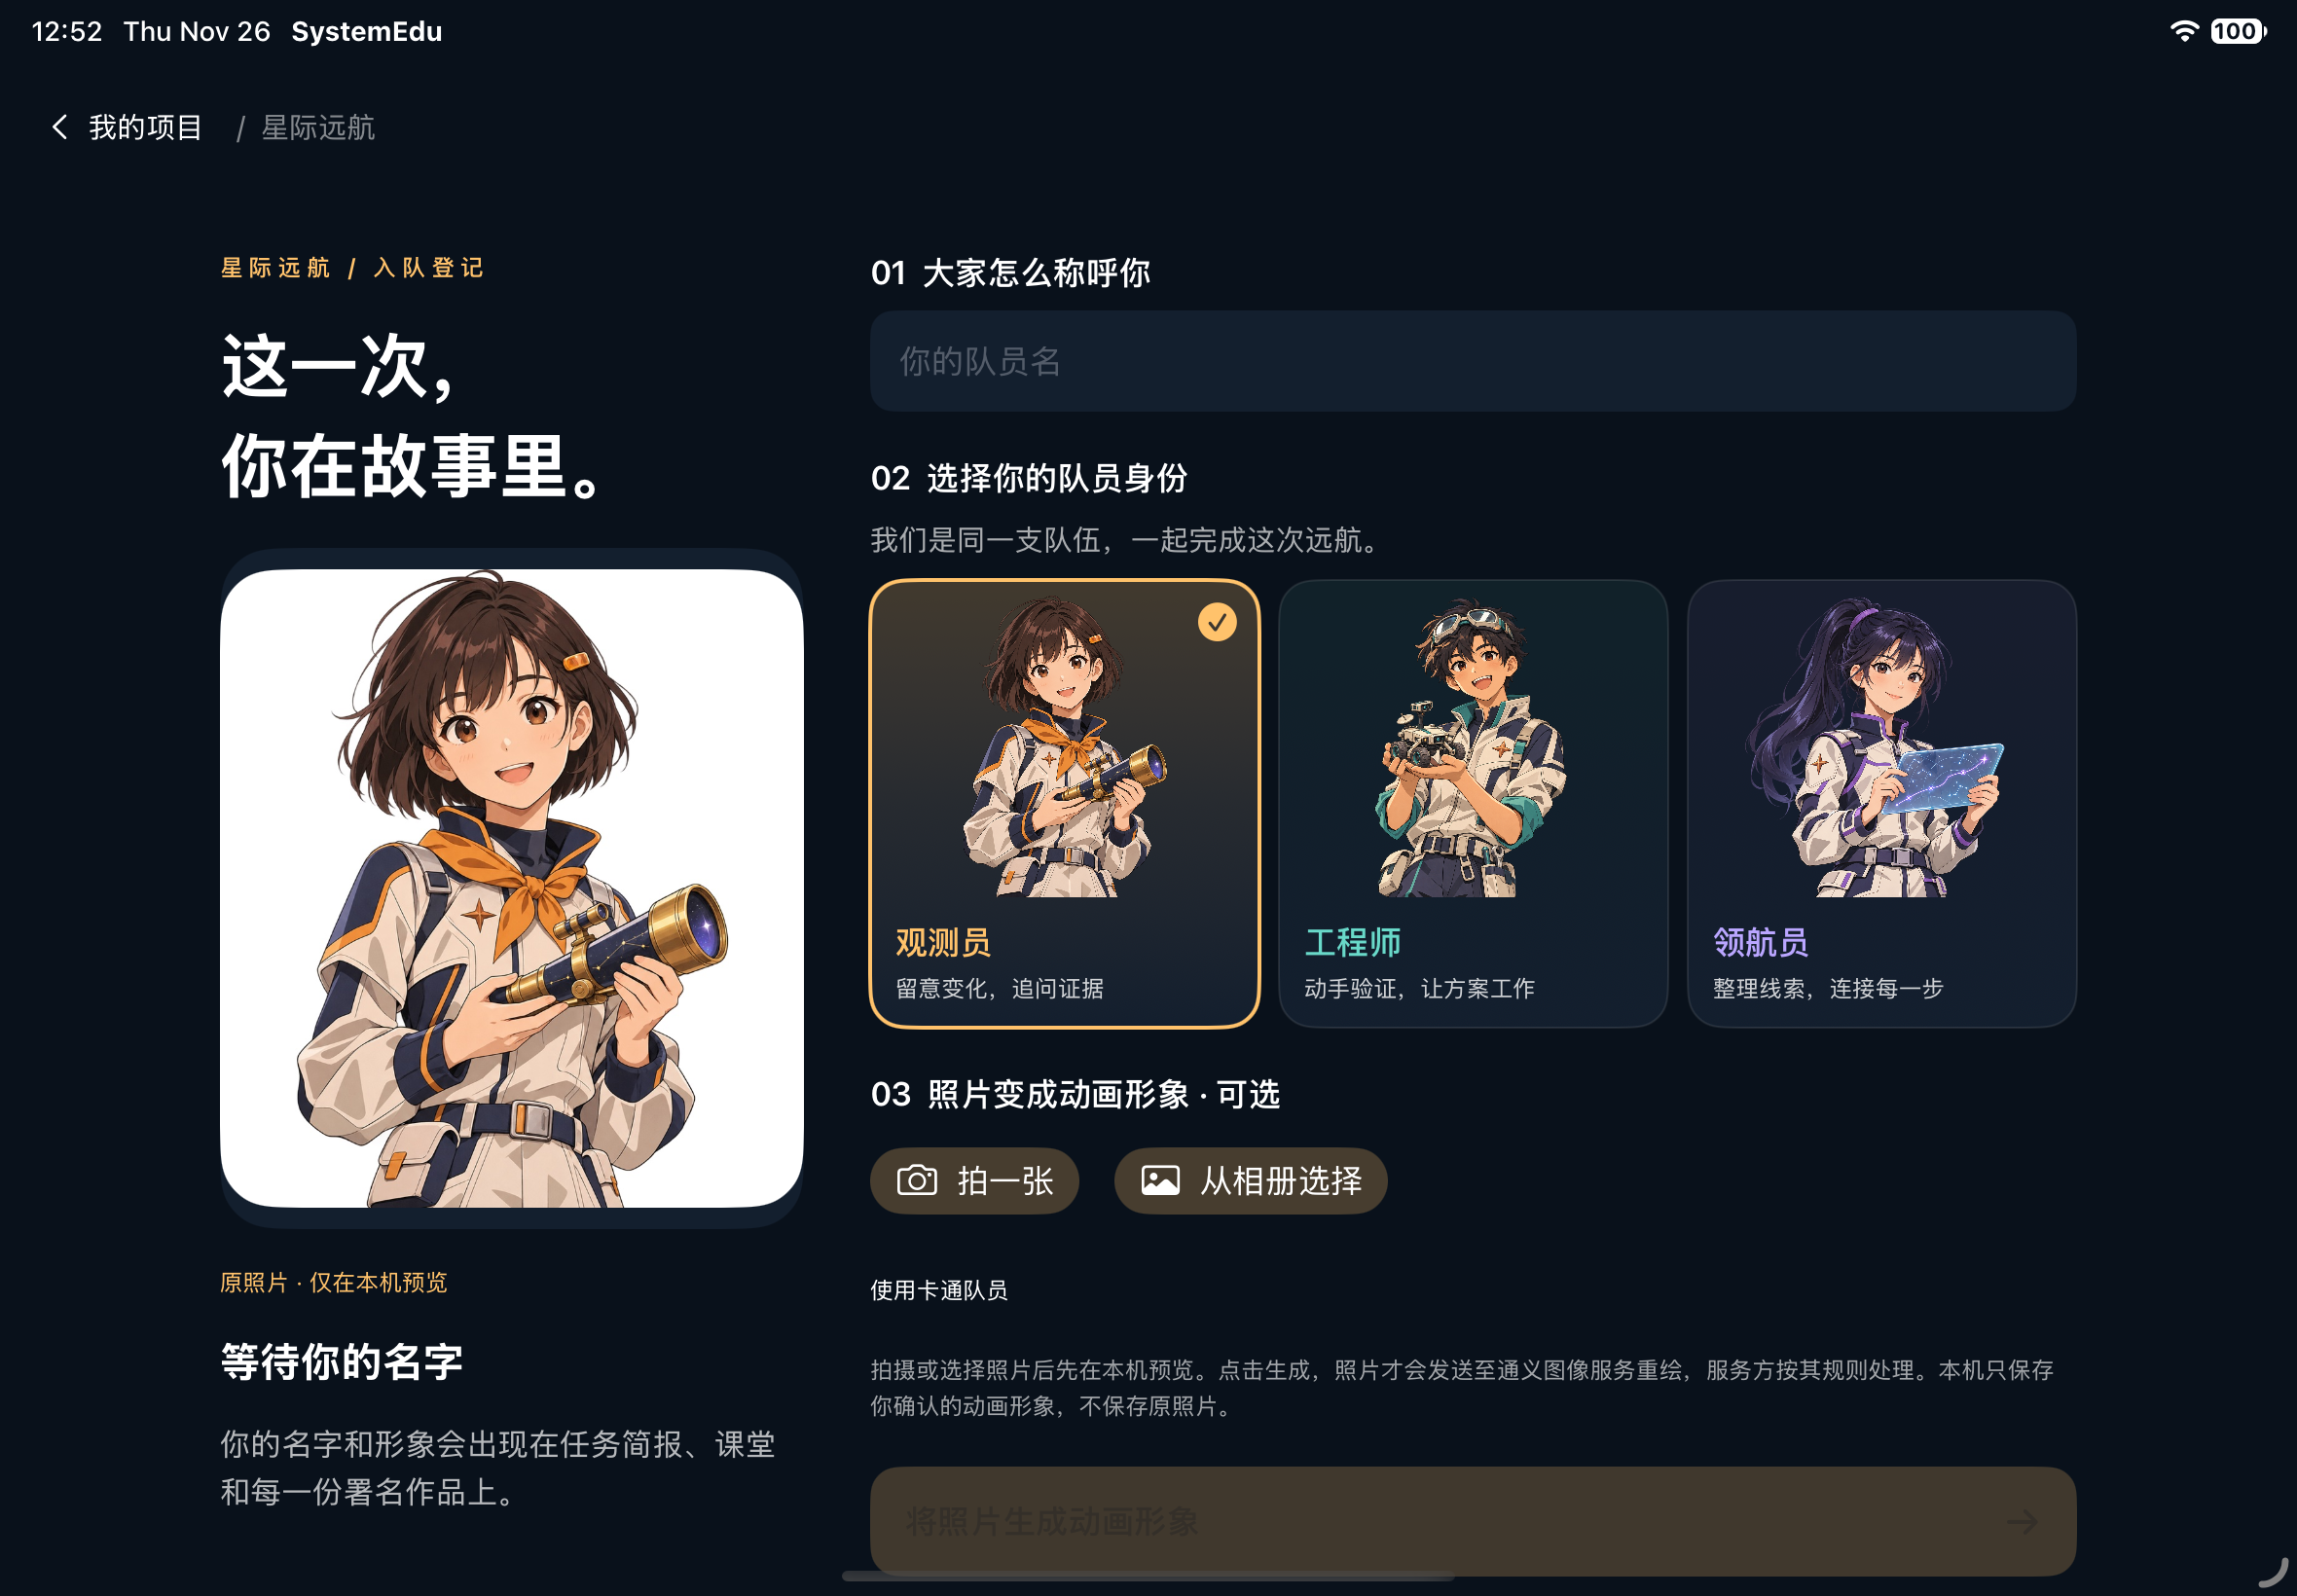 12:52 Thu Nov 26 SystemEdu
100
我的项目 / 星际远航
星际远航 / 入队登记
这一次，
你在故事里。
原照片 · 仅在本机预览
等待你的名字
你的名字和形象会出现在任务简报、课堂
和每一份署名作品上。
01 大家怎么称呼你
你的队员名
02 选择你的队员身份
我们是同一支队伍，一起完成这次远航。
观测员
留意变化，追问证据
工程师
动手验证，让方案工作
领航员
整理线索，连接每一步
03 照片变成动画形象 · 可选
拍一张
从相册选择
使用卡通队员
拍摄或选择照片后先在本机预览。点击生成，照片才会发送至通义图像服务重绘，服务方按其规则处理。本机只保存
你确认的动画形象，不保存原照片。
将照片生成动画形象